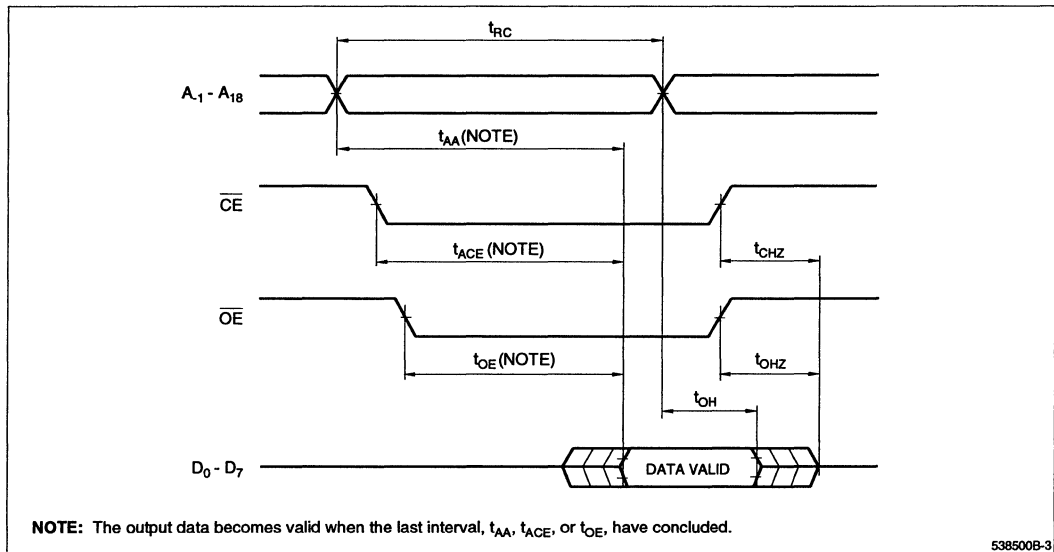 tRC
A-1 - A18
tAA (NOTE)
CE
tACE (NOTE)
tCHZ
OE
tOE (NOTE)
tOHZ
tOH
D0 - D7
DATA VALID
NOTE: The output data becomes valid when the last interval, tAA, tACE, or tOE, have concluded.
538500B-3